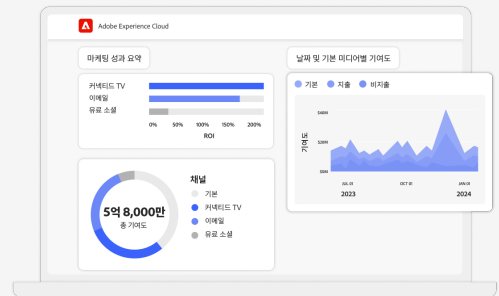 Adobe Experience Cloud
마케팅 성과 요약
커넥티드 TV
이메일
유료 소셜
0% 50% 100% 150% 200%
ROI
5억 8,000만
총 기여도
채널
기본
커넥티드 TV
이메일
유료 소셜
날짜 및 기본 미디어별 기여도
기본 지출 비지출
기여도
$40M
$20M
$0M
JUL 01 OCT 01 JAN 01
2023 2024